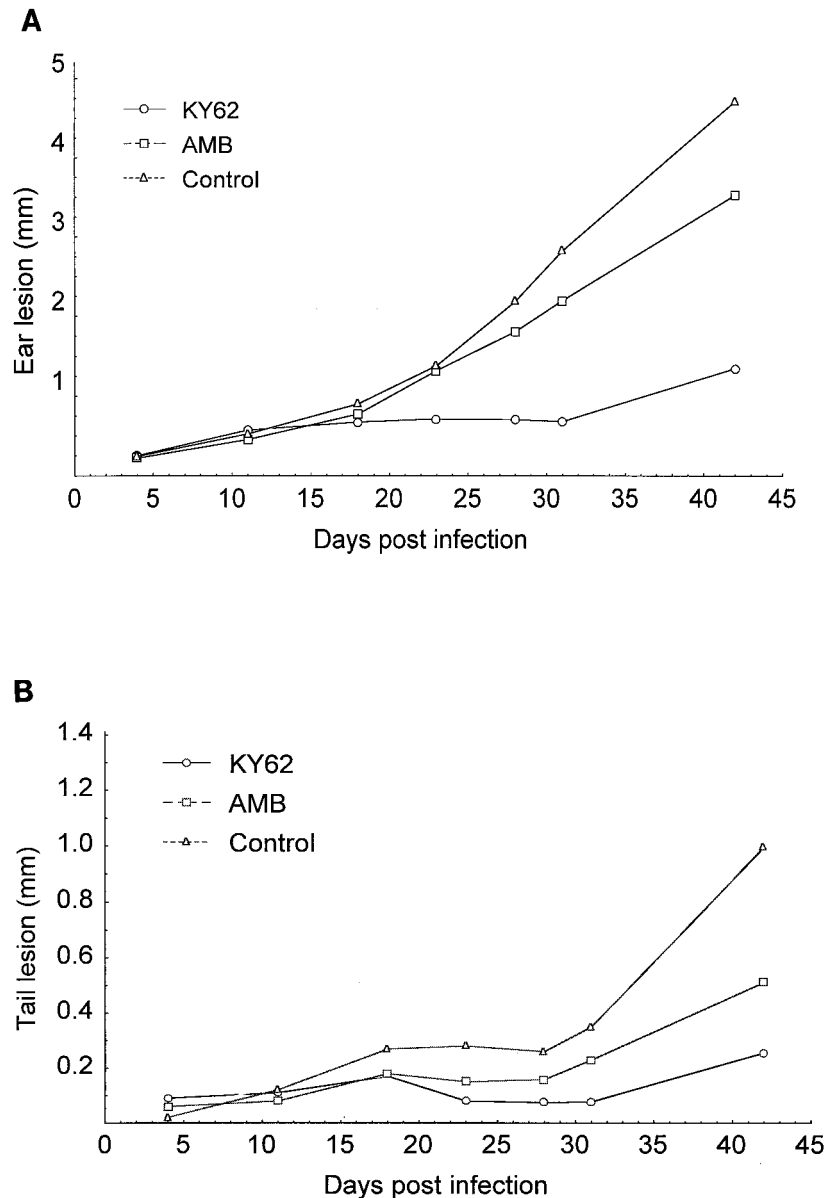 A
5
4
3
2
1
Ear lesion (mm)
KY62
AMB
Control
0 5 10 15 20 25 30 35 40 45
Days post infection
B
1.4
1.2
1.0
0.8
0.6
0.4
0.2
Tail lesion (mm)
KY62
AMB
Control
0 5 10 15 20 25 30 35 40 45
Days post infection